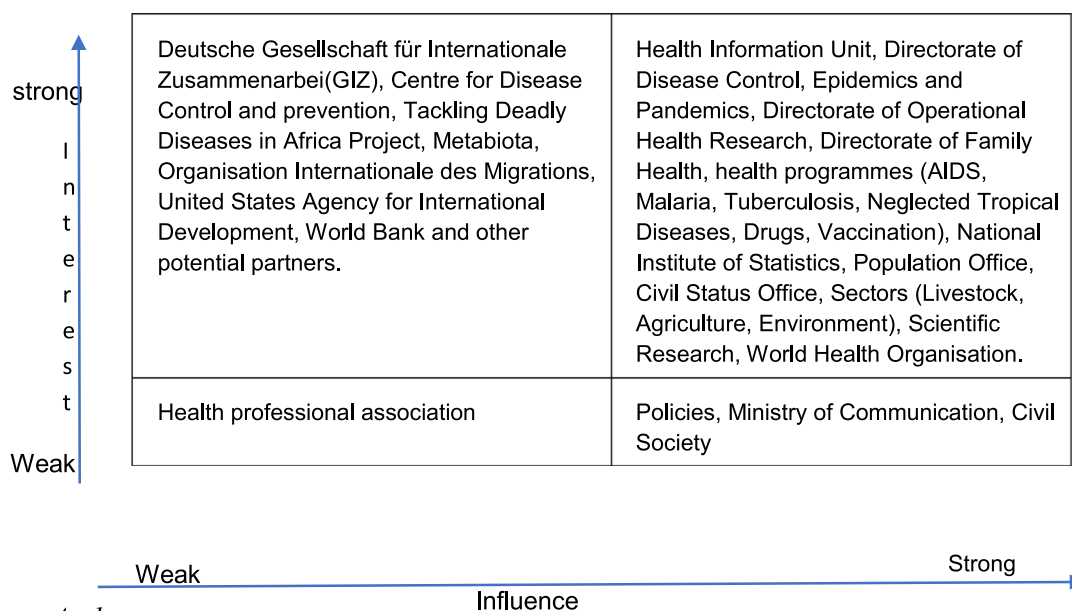 strong
Interest
Weak
Deutsche Gesellschaft für Internationale
Zusammenarbei(GIZ), Centre for Disease
Control and prevention, Tackling Deadly
Diseases in Africa Project, Metabiota,
Organisation Internationale des Migrations,
United States Agency for International
Development, World Bank and other
potential partners.
Health Information Unit, Directorate of
Disease Control, Epidemics and
Pandemics, Directorate of Operational
Health Research, Directorate of Family
Health, health programmes (AIDS,
Malaria, Tuberculosis, Neglected Tropical
Diseases, Drugs, Vaccination), National
Institute of Statistics, Population Office,
Civil Status Office, Sectors (Livestock,
Agriculture, Environment), Scientific
Research, World Health Organisation.
Health professional association
Policies, Ministry of Communication, Civil
Society
Weak
Strong
Influence